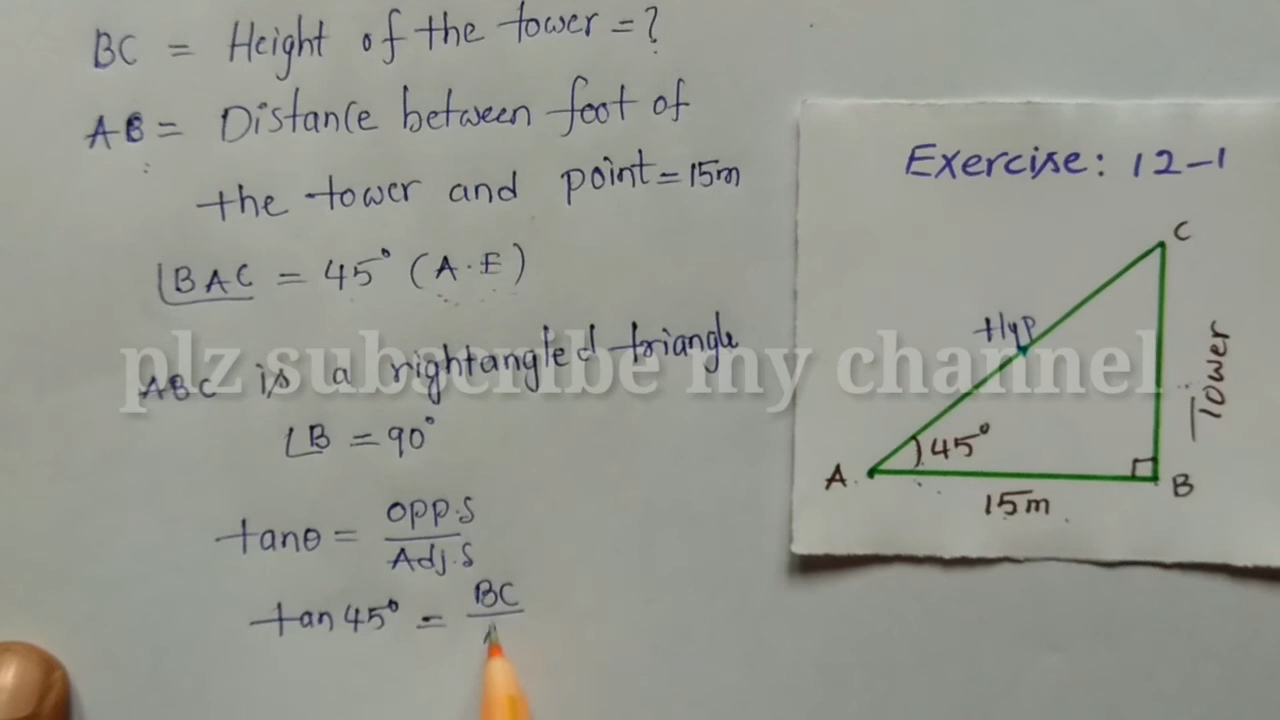 BC = Height of the tower = ?
AB = Distance between foot of
the tower and point = 15m
∠BAC = 45° (A.E)
ABC is a rightangled triangle
∠B = 90°
tanθ = Opp.S / Adj.S
tan 45° = BC /
Exercise: 12-1
C
Hyp
Tower
A
45°
B
15m
plz subscribe my channel